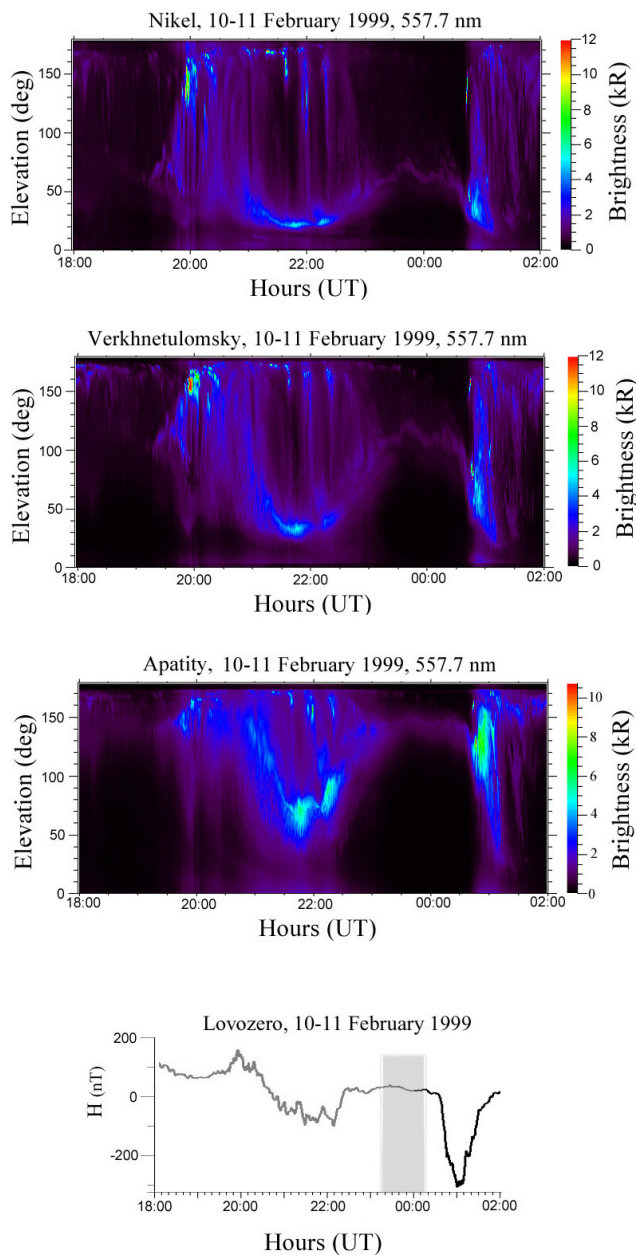 Nikel, 10-11 February 1999, 557.7 nm
Elevation (deg)
150
100
50
0
18:00 20:00 22:00 00:00 02:00
Hours (UT)
12
10
8
6
4
2
0
Brightness (kR)
Verkhnetulomsky, 10-11 February 1999, 557.7 nm
Elevation (deg)
150
100
50
0
18:00 20:00 22:00 00:00 02:00
Hours (UT)
12
10
8
6
4
2
0
Brightness (kR)
Apatity, 10-11 February 1999, 557.7 nm
Elevation (deg)
150
100
50
0
18:00 20:00 22:00 00:00 02:00
Hours (UT)
10
8
6
4
2
0
Brightness (kR)
Lovozero, 10-11 February 1999
H (nT)
200
0
-200
18:00 20:00 22:00 00:00 02:00
Hours (UT)